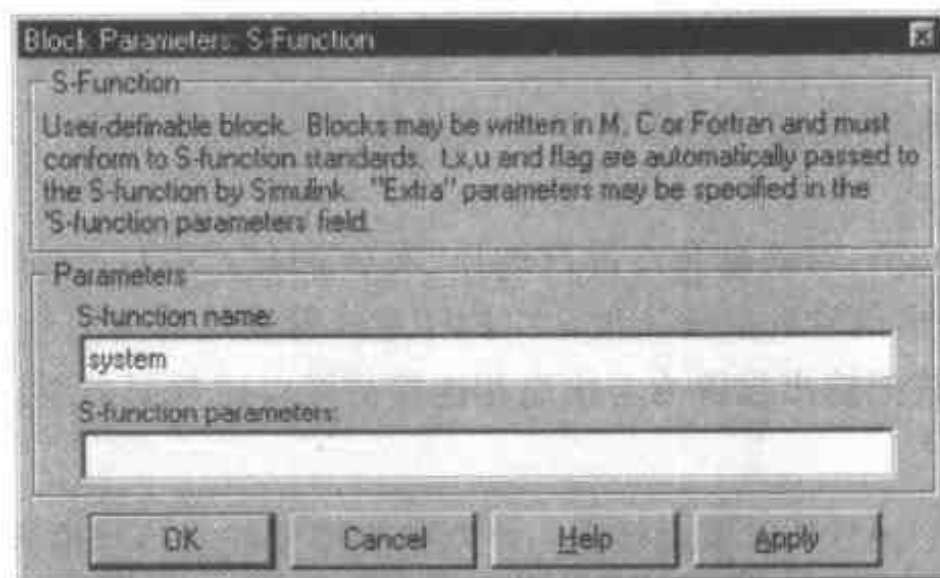 Block Parameters: S-Function
S-Function
User-definable block. Blocks may be written in M, C or Fortran and must
conform to S-function standards. t,x,u and flag are automatically passed to
the S-function by Simulink. "Extra" parameters may be specified in the
'S-function parameters' field.
Parameters
S-function name:
system
S-function parameters:
OK Cancel Help Apply